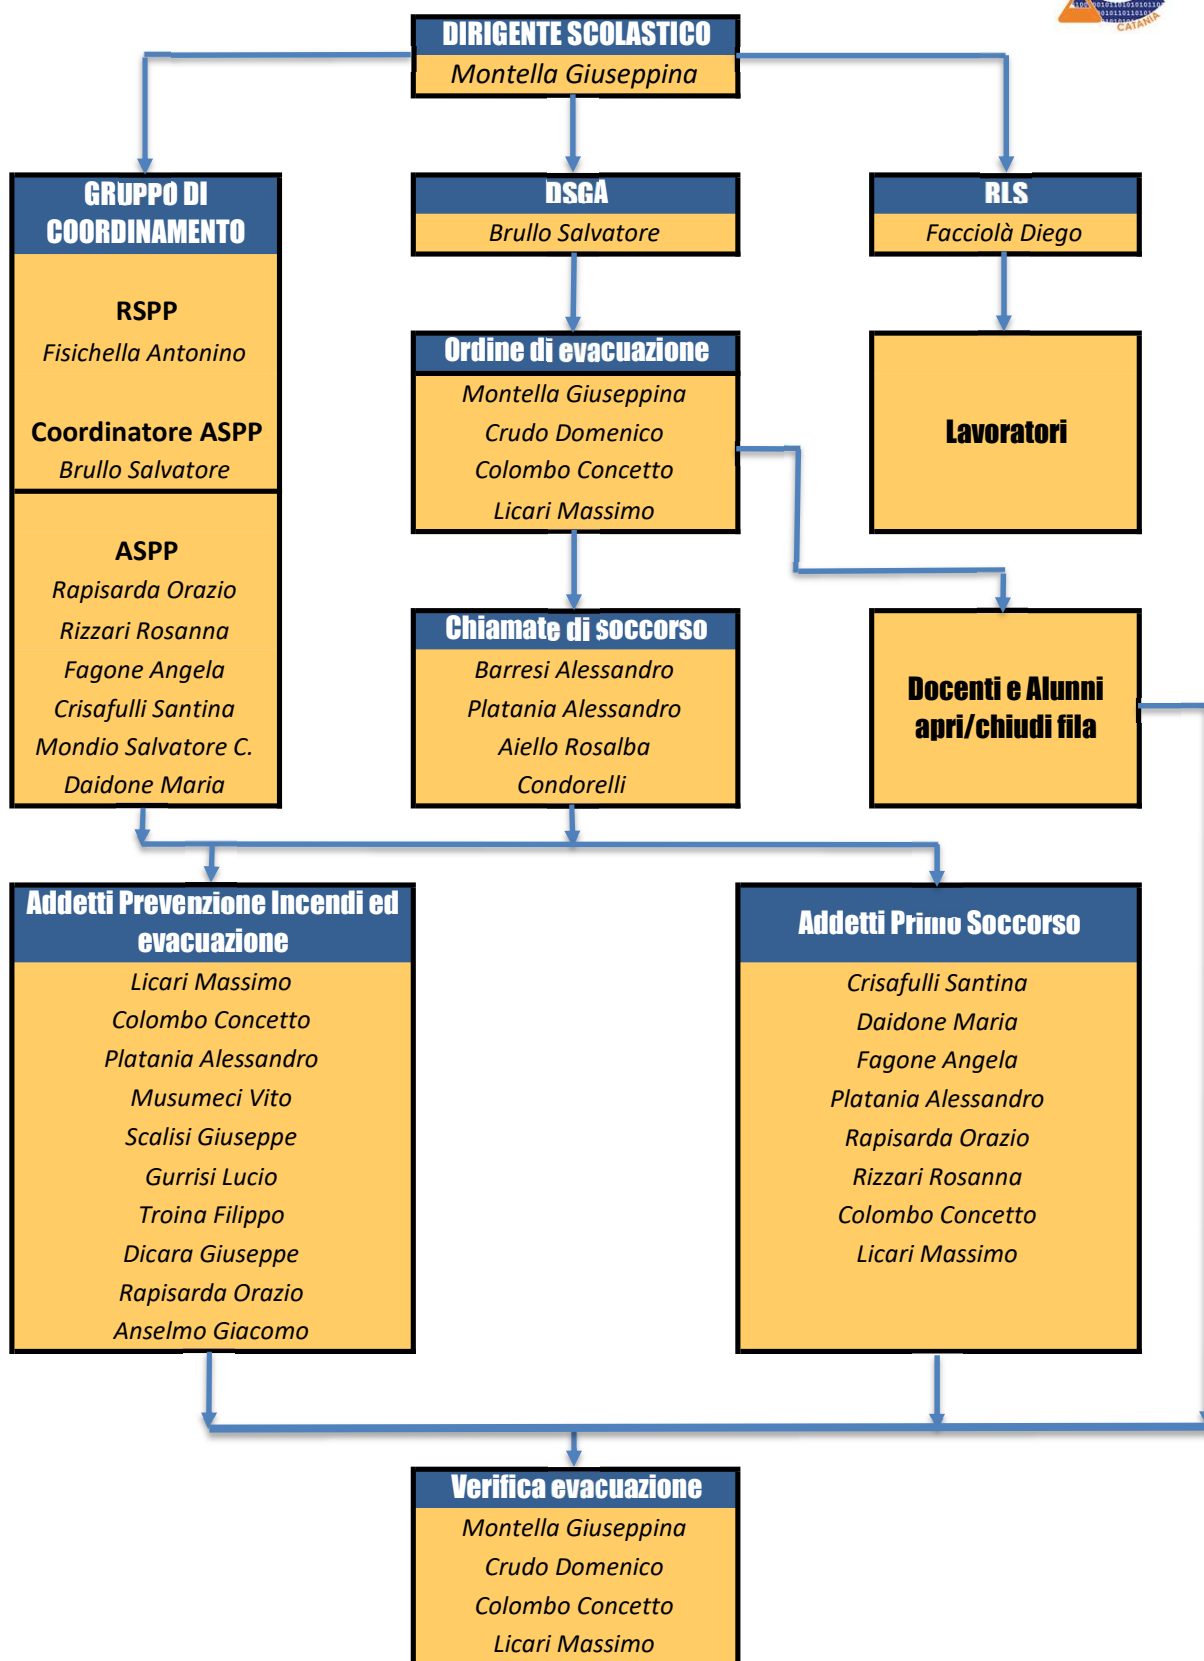 CATANIA
DIRIGENTE SCOLASTICO
Montella Giuseppina
GRUPPO DI
COORDINAMENTO
RSPP
Fisichella Antonino
Coordinatore ASPP
Brullo Salvatore
ASPP
Rapisarda Orazio
Rizzari Rosanna
Fagone Angela
Crisafulli Santina
Mondio Salvatore C.
Daidone Maria
DSGA
Brullo Salvatore
Ordine di evacuazione
Montella Giuseppina
Crudo Domenico
Colombo Concetto
Licari Massimo
Chiamate di soccorso
Barresi Alessandro
Platania Alessandro
Aiello Rosalba
Condorelli
RLS
Facciolà Diego
Lavoratori
Docenti e Alunni
apri/chiudi fila
Addetti Prevenzione Incendi ed
evacuazione
Licari Massimo
Colombo Concetto
Platania Alessandro
Musumeci Vito
Scalisi Giuseppe
Gurrisi Lucio
Troina Filippo
Dicara Giuseppe
Rapisarda Orazio
Anselmo Giacomo
Addetti Primo Soccorso
Crisafulli Santina
Daidone Maria
Fagone Angela
Platania Alessandro
Rapisarda Orazio
Rizzari Rosanna
Colombo Concetto
Licari Massimo
Verifica evacuazione
Montella Giuseppina
Crudo Domenico
Colombo Concetto
Licari Massimo